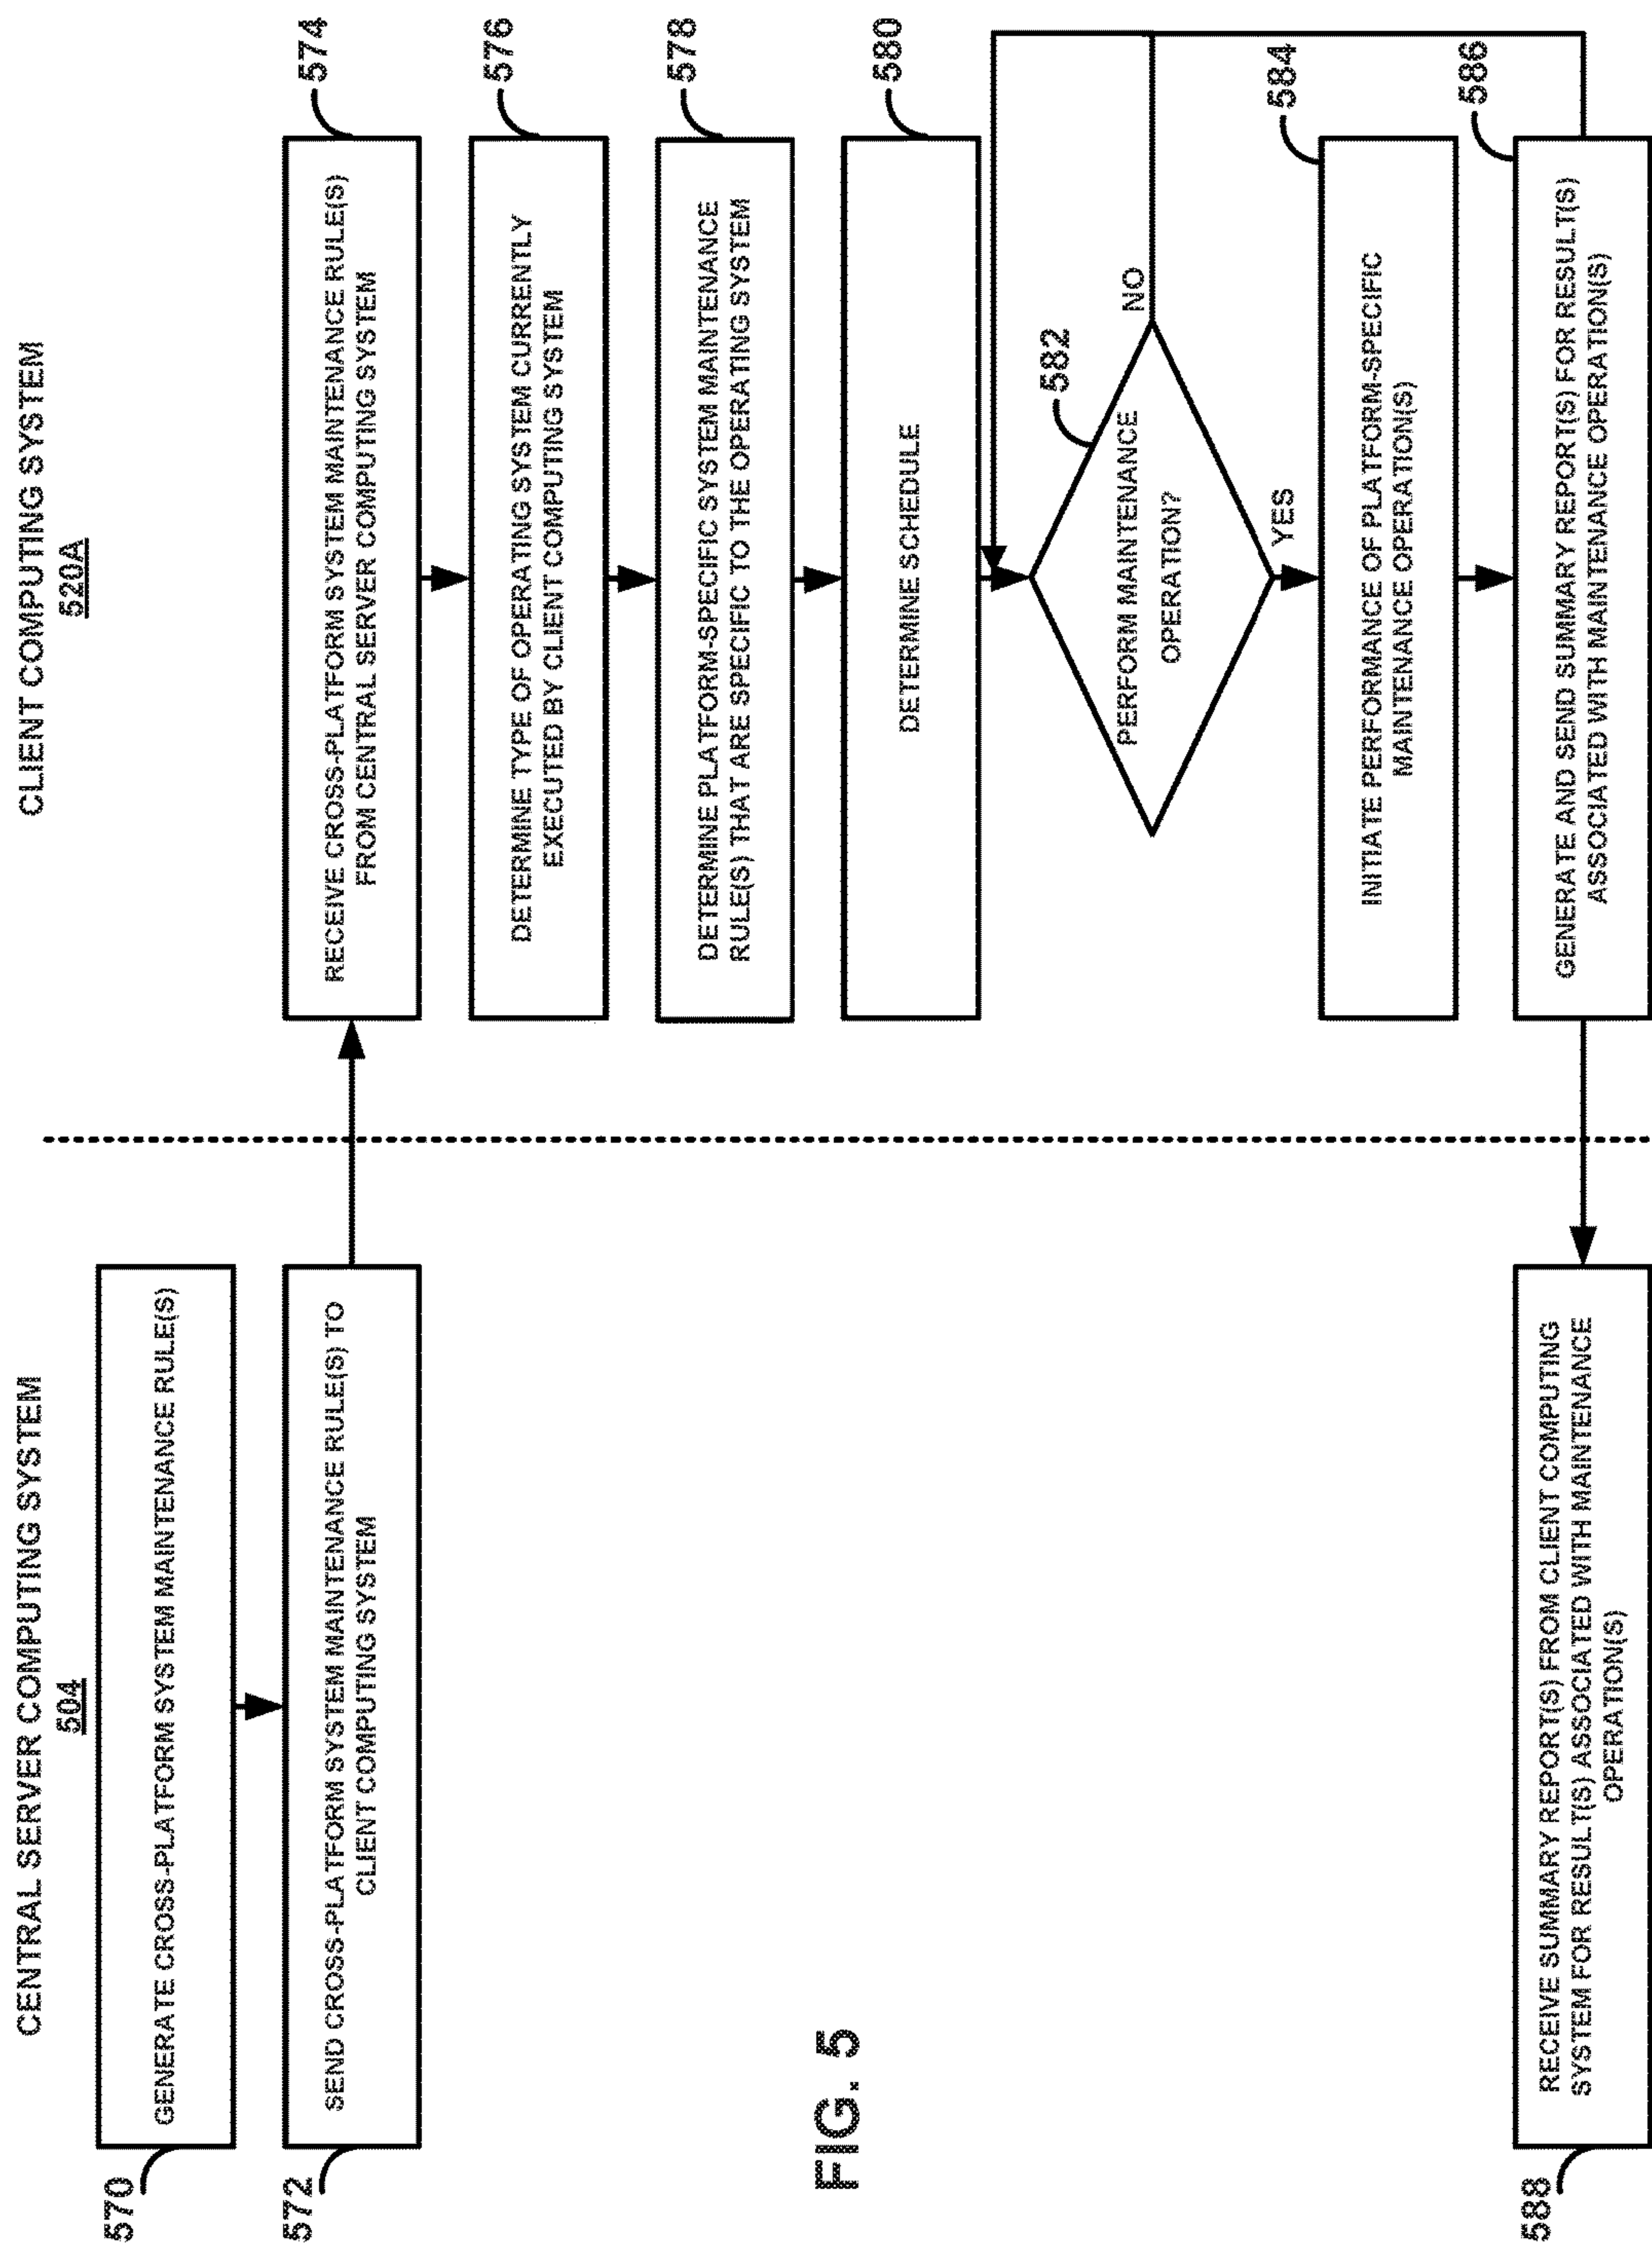 CENTRAL SERVER COMPUTING SYSTEM
504
570
GENERATE CROSS-PLATFORM SYSTEM MAINTENANCE RULE(S)
572
SEND CROSS-PLATFORM SYSTEM MAINTENANCE RULE(S) TO
CLIENT COMPUTING SYSTEM
CLIENT COMPUTING SYSTEM
520A
574
RECEIVE CROSS-PLATFORM SYSTEM MAINTENANCE RULE(S)
FROM CENTRAL SERVER COMPUTING SYSTEM
576
DETERMINE TYPE OF OPERATING SYSTEM CURRENTLY
EXECUTED BY CLIENT COMPUTING SYSTEM
578
DETERMINE PLATFORM-SPECIFIC SYSTEM MAINTENANCE
RULE(S) THAT ARE SPECIFIC TO THE OPERATING SYSTEM
580
DETERMINE SCHEDULE
582
PERFORM MAINTENANCE
OPERATION?
NO
YES
584
INITIATE PERFORMANCE OF PLATFORM-SPECIFIC
MAINTENANCE OPERATION(S)
586
GENERATE AND SEND SUMMARY REPORT(S) FOR RESULT(S)
ASSOCIATED WITH MAINTENANCE OPERATION(S)
588
RECEIVE SUMMARY REPORT(S) FROM CLIENT COMPUTING
SYSTEM FOR RESULT(S) ASSOCIATED WITH MAINTENANCE
OPERATION(S)
FIG. 5